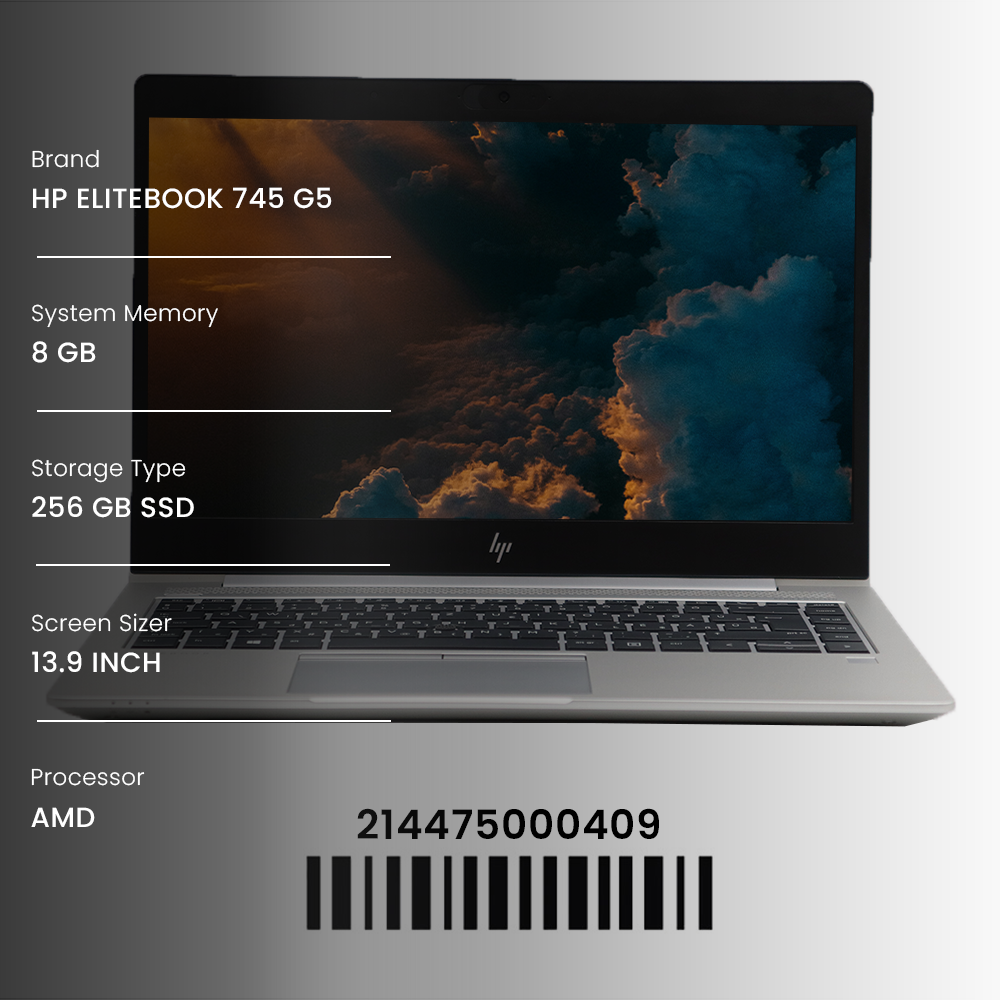 Brand
HP ELITEBOOK 745 G5
System Memory
8 GB
Storage Type
256 GB SSD
hp
Screen Sizer
13.9 INCH
Processor
AMD
214475000409